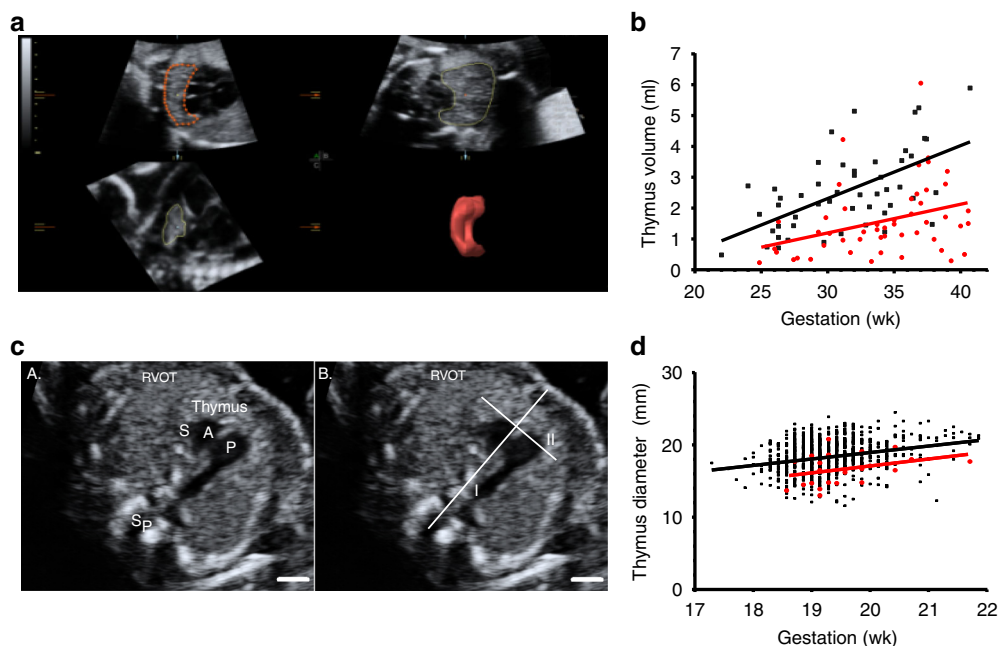 a
b
7
6
5
4
3
2
1
0
Thymus volume (ml)
20 25 30 35 40
Gestation (wk)
c
A.
RVOT
Thymus
S A P
S P
B.
RVOT
II
I
d
30
20
10
0
Thymus diameter (mm)
17 18 19 20 21 22
Gestation (wk)